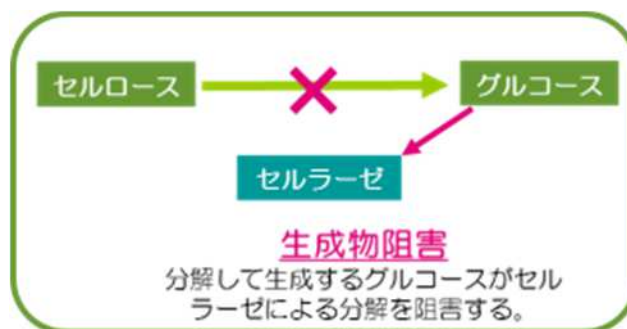 セルロース
グルコース
セルラーゼ
生成物阻害
分解して生成するグルコースがセル
ラーゼによる分解を阻害する。